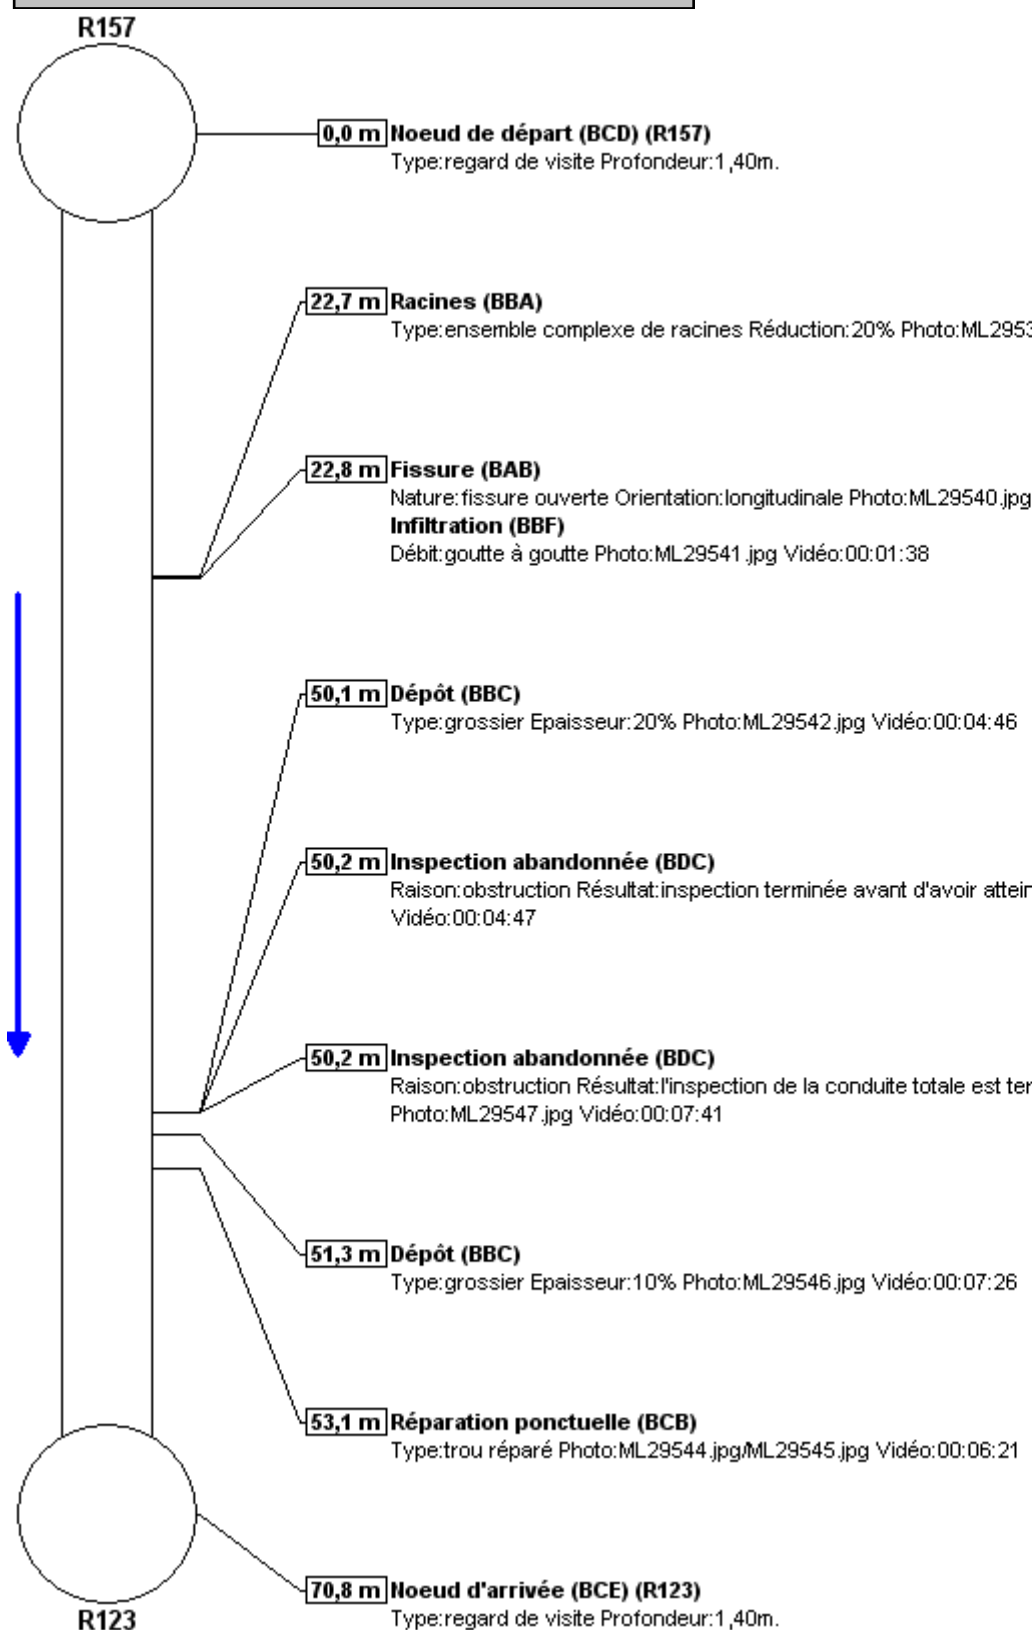 R157
0,0 m Noeud de départ (BCD) (R157)
Type:regard de visite Profondeur:1,40m.
22,7 m Racines (BBA)
Type:ensemble complexe de racines Réduction:20% Photo:ML2953
22,8 m Fissure (BAB)
Nature:fissure ouverte Orientation:longitudinale Photo:ML29540.jpg
Infiltration (BBF)
Débit:goutte à goutte Photo:ML29541.jpg Vidéo:00:01:38
50,1 m Dépôt (BBC)
Type:grossier Epaisseur:20% Photo:ML29542.jpg Vidéo:00:04:46
50,2 m Inspection abandonnée (BDC)
Raison:obstruction Résultat:inspection terminée avant d'avoir attein
Vidéo:00:04:47
50,2 m Inspection abandonnée (BDC)
Raison:obstruction Résultat:l'inspection de la conduite totale est ter
Photo:ML29547.jpg Vidéo:00:07:41
51,3 m Dépôt (BBC)
Type:grossier Epaisseur:10% Photo:ML29546.jpg Vidéo:00:07:26
53,1 m Réparation ponctuelle (BCB)
Type:trou réparé Photo:ML29544.jpg/ML29545.jpg Vidéo:00:06:21
70,8 m Noeud d'arrivée (BCE) (R123)
Type:regard de visite Profondeur:1,40m.
R123